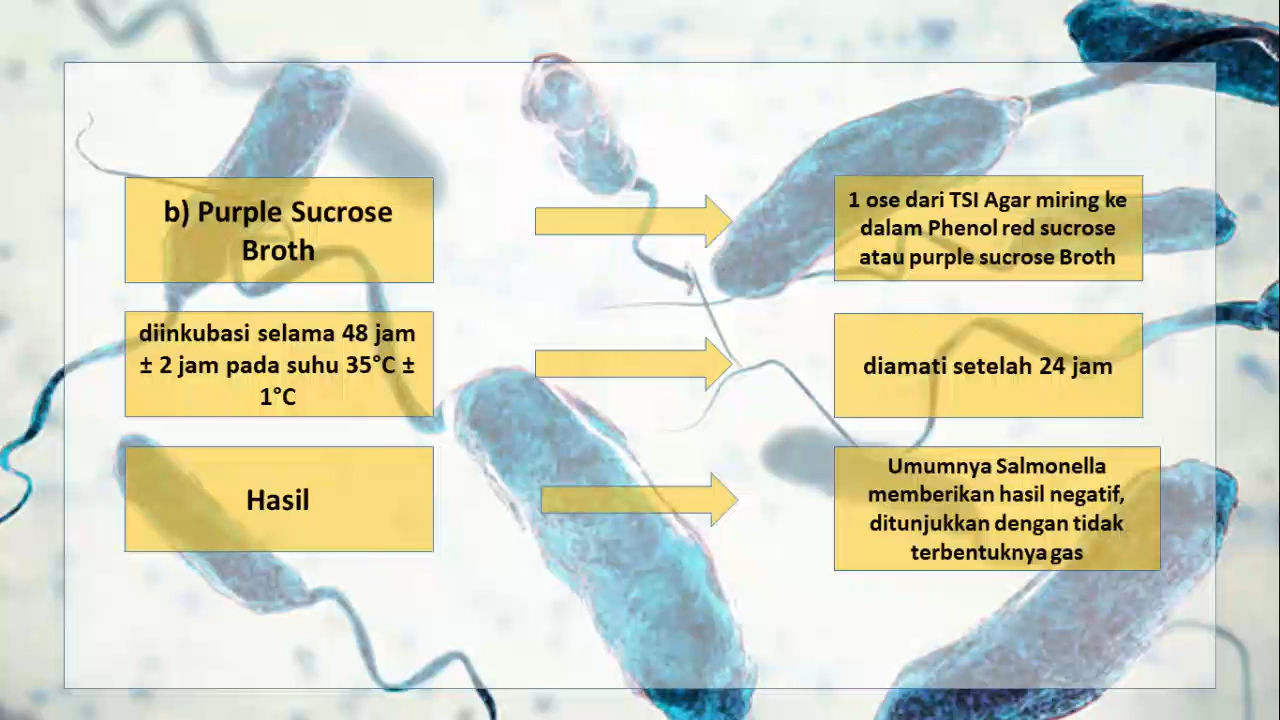 b) Purple Sucrose
Broth
1 ose dari TSI Agar miring ke
dalam Phenol red sucrose
atau purple sucrose Broth
diinkubasi selama 48 jam
± 2 jam pada suhu 35°C ±
1°C
diamati setelah 24 jam
Hasil
Umumnya Salmonella
memberikan hasil negatif,
ditunjukkan dengan tidak
terbentuknya gas